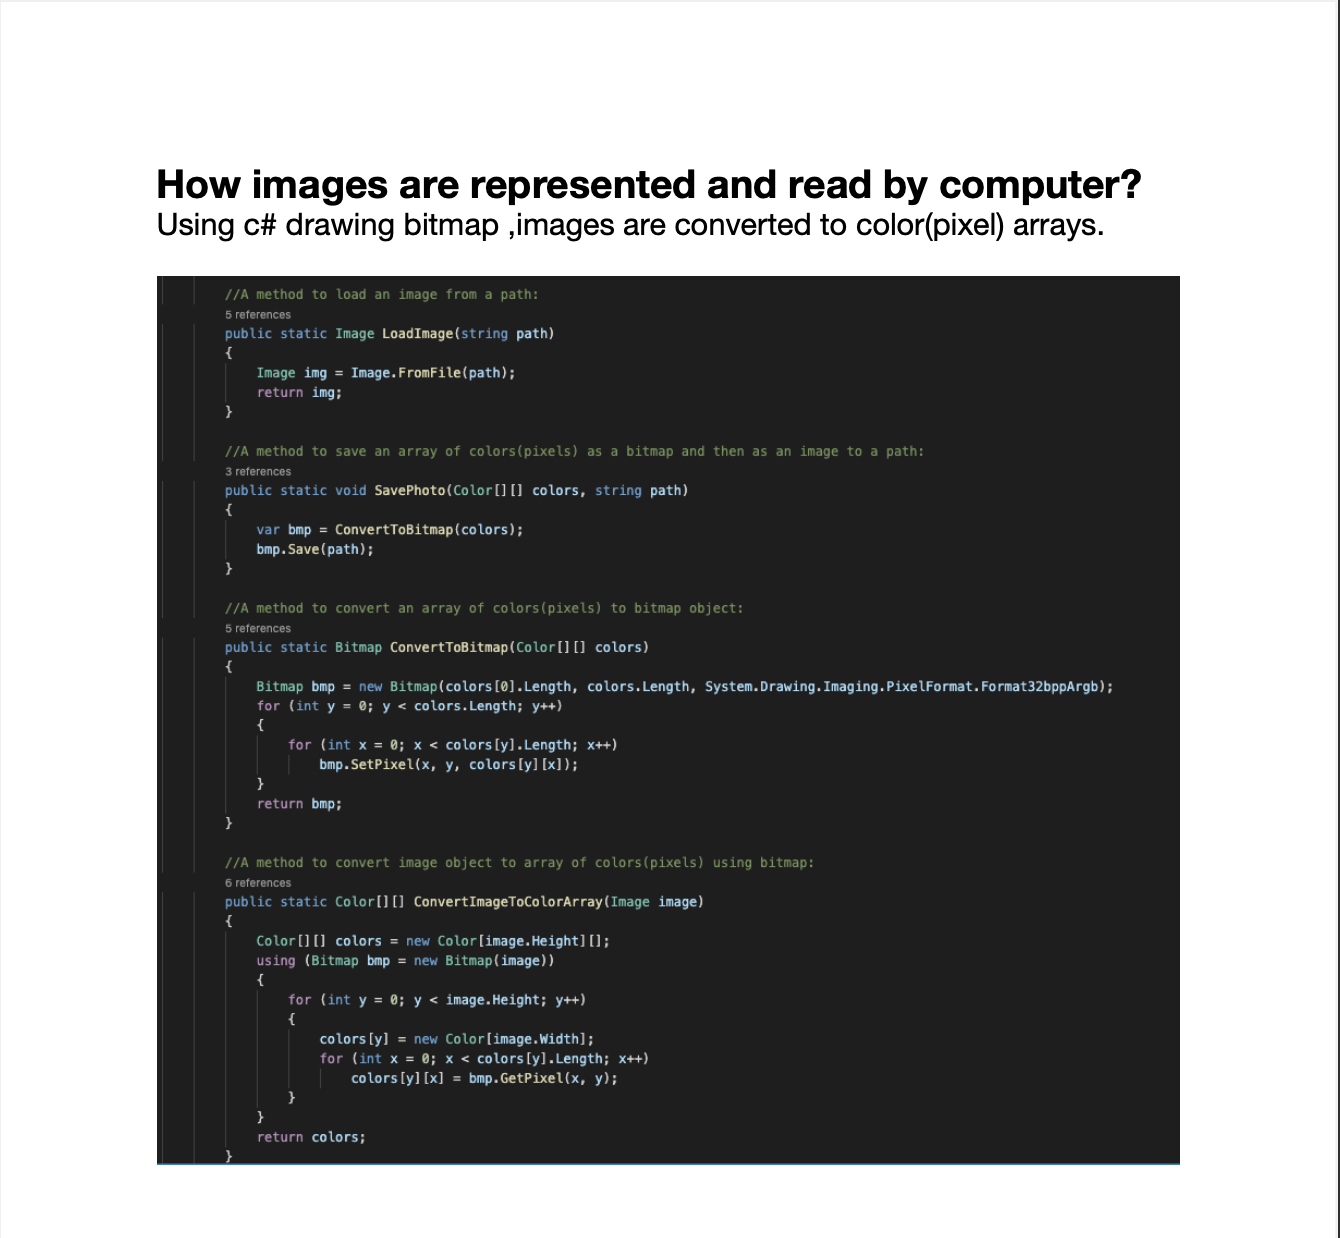 How images are represented and read by computer?
Using c# drawing bitmap ,images are converted to color(pixel) arrays.
//A method to load an image from a path:
5 references
public static Image LoadImage(string path)
{
Image img = Image.FromFile(path);
return img;
}
//A method to save an array of colors(pixels) as a bitmap and then as an image to a path:
3 references
public static void SavePhoto(Color[][] colors, string path)
{
var bmp = ConvertToBitmap(colors);
bmp.Save(path);
}
//A method to convert an array of colors(pixels) to bitmap object:
5 references
public static Bitmap ConvertToBitmap(Color[][] colors)
{
Bitmap bmp = new Bitmap(colors[0].Length, colors.Length, System.Drawing.Imaging.PixelFormat.Format32bppArgb);
for (int y = 0; y < colors.Length; y++)
{
for (int x = 0; x < colors[y].Length; x++)
bmp.SetPixel(x, y, colors[y][x]);
}
return bmp;
}
//A method to convert image object to array of colors(pixels) using bitmap:
6 references
public static Color[][] ConvertImageToColorArray(Image image)
{
Color[][] colors = new Color[image.Height][];
using (Bitmap bmp = new Bitmap(image))
{
for (int y = 0; y < image.Height; y++)
{
colors[y] = new Color[image.Width];
for (int x = 0; x < colors[y].Length; x++)
colors[y][x] = bmp.GetPixel(x, y);
}
}
return colors;
}